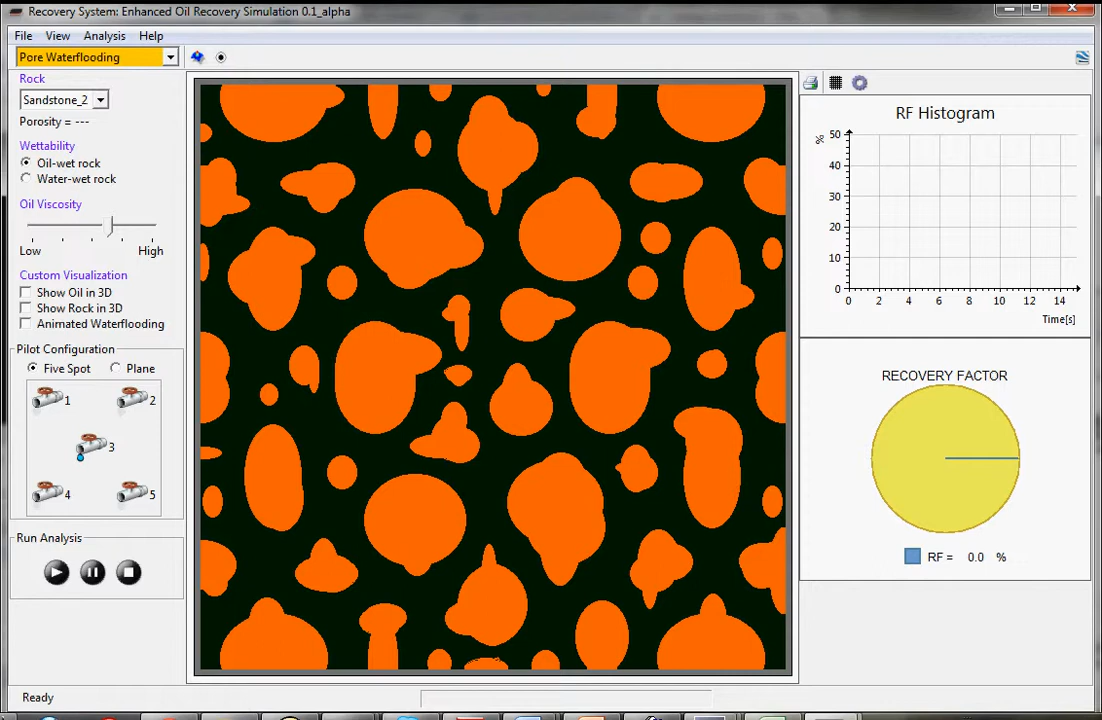 Recovery System: Enhanced Oil Recovery Simulation 0.1_alpha
File View Analysis Help
Pore Waterflooding
Rock
Sandstone_2
Porosity = ---
Wettability
Oil-wet rock
Water-wet rock
Oil Viscosity
Low High
Custom Visualization
Show Oil in 3D
Show Rock in 3D
Animated Waterflooding
Pilot Configuration
Five Spot Plane
1 2
3
4 5
Run Analysis
Ready
RF Histogram
%
50
40
30
20
10
0
0 2 4 6 8 10 12 14
Time[s]
RECOVERY FACTOR
RF = 0.0 %